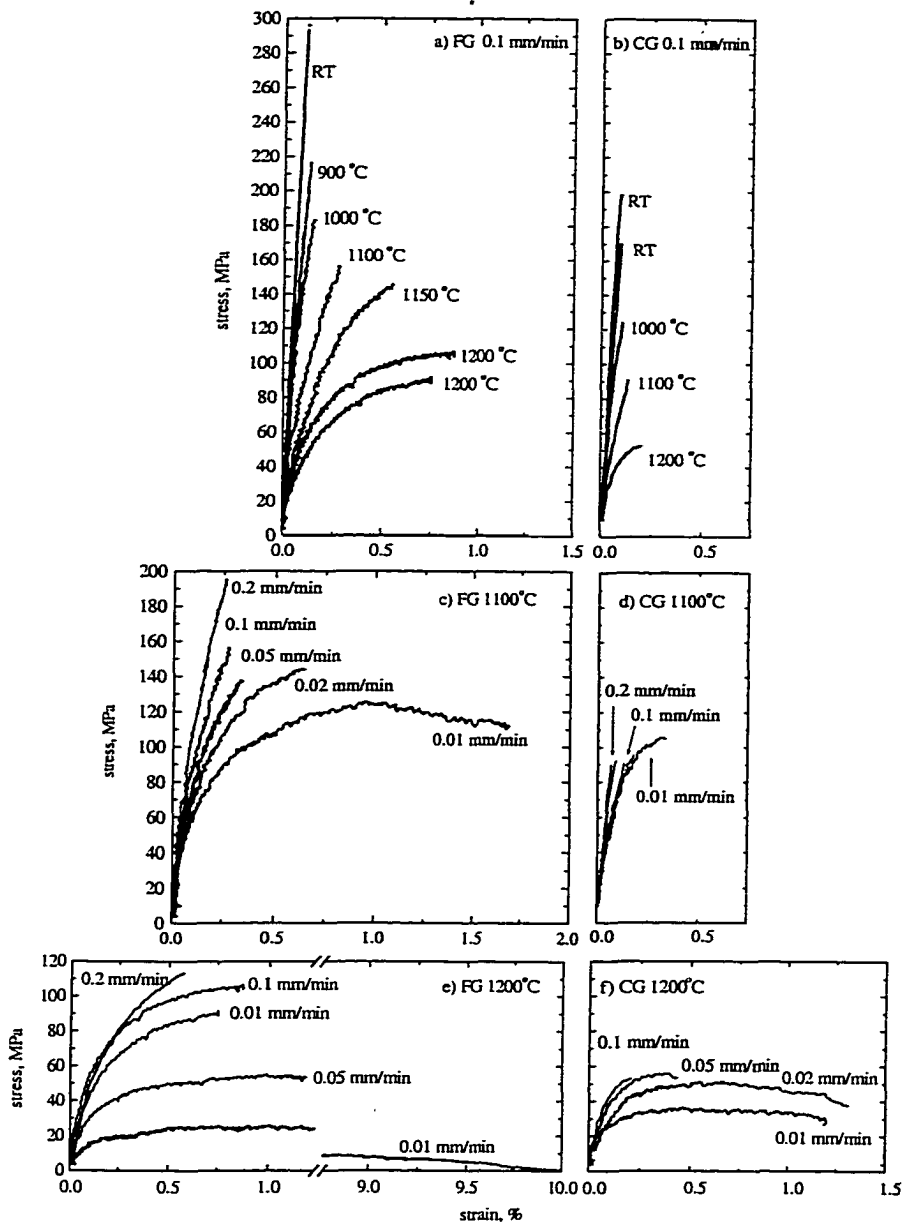 a) FG 0.1 mm/min
300
280
260
240
220
200
180
160
140
120
100
80
60
40
20
0
stress, MPa
RT
900 °C
1000 °C
1100 °C
1150 °C
1200 °C
1200 °C
0.0 0.5 1.0 1.5
b) CG 0.1 mm/min
RT
RT
1000 °C
1100 °C
1200 °C
0.0 0.5
c) FG 1100°C
200
180
160
140
120
100
80
60
40
20
0
stress, MPa
0.2 mm/min
0.1 mm/min
0.05 mm/min
0.02 mm/min
0.01 mm/min
0.0 0.5 1.0 1.5 2.0
d) CG 1100°C
0.2 mm/min
0.1 mm/min
0.01 mm/min
0.0 0.5
e) FG 1200°C
120
100
80
60
40
20
0
stress, MPa
0.2 mm/min
0.1 mm/min
0.01 mm/min
0.05 mm/min
0.01 mm/min
0.0 0.5 1.0 9.0 9.5 10.0
strain, %
f) CG 1200°C
0.1 mm/min
0.05 mm/min
0.02 mm/min
0.01 mm/min
0.0 0.5 1.0 1.5